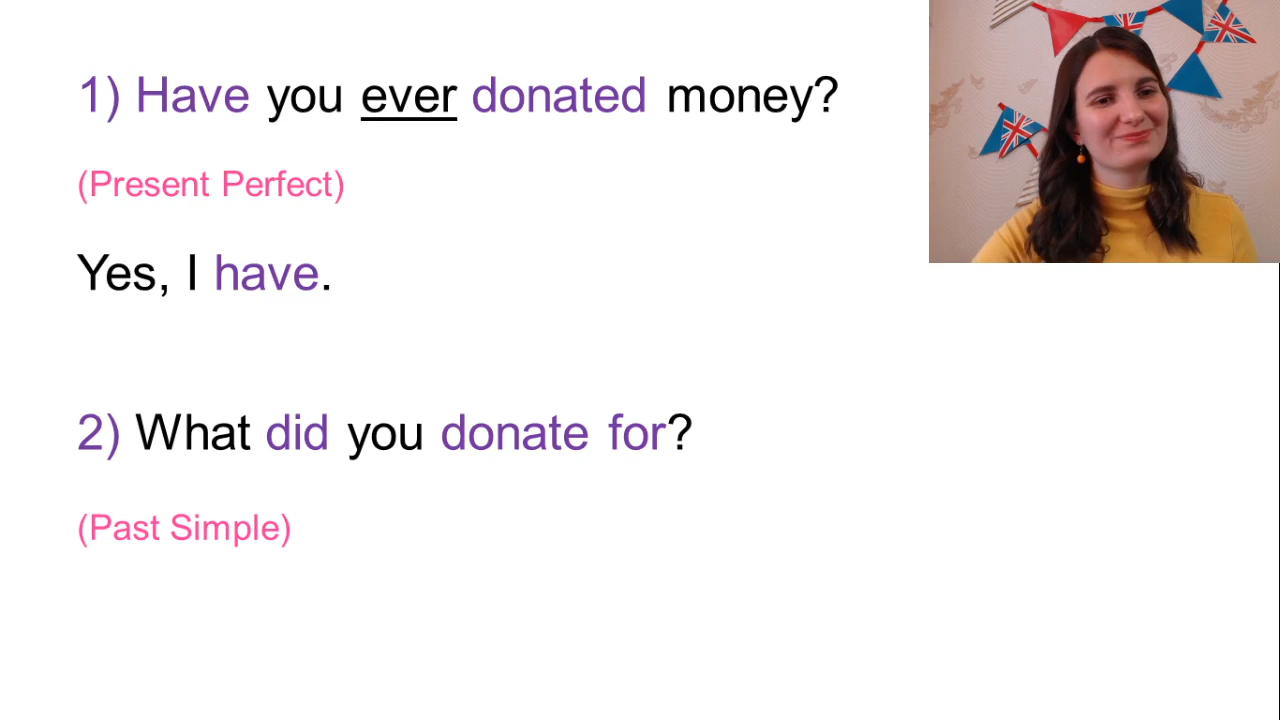 1) Have you ever donated money?
(Present Perfect)
Yes, I have.
2) What did you donate for?
(Past Simple)